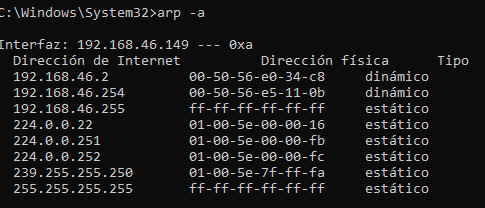 C:\Windows\System32>arp -a
Interfaz: 192.168.46.149 --- 0xa
Dirección de Internet Dirección física Tipo
192.168.46.2 00-50-56-e0-34-c8 dinámico
192.168.46.254 00-50-56-e5-11-0b dinámico
192.168.46.255 ff-ff-ff-ff-ff-ff estático
224.0.0.22 01-00-5e-00-00-16 estático
224.0.0.251 01-00-5e-00-00-fb estático
224.0.0.252 01-00-5e-00-00-fc estático
239.255.255.250 01-00-5e-7f-ff-fa estático
255.255.255.255 ff-ff-ff-ff-ff-ff estático